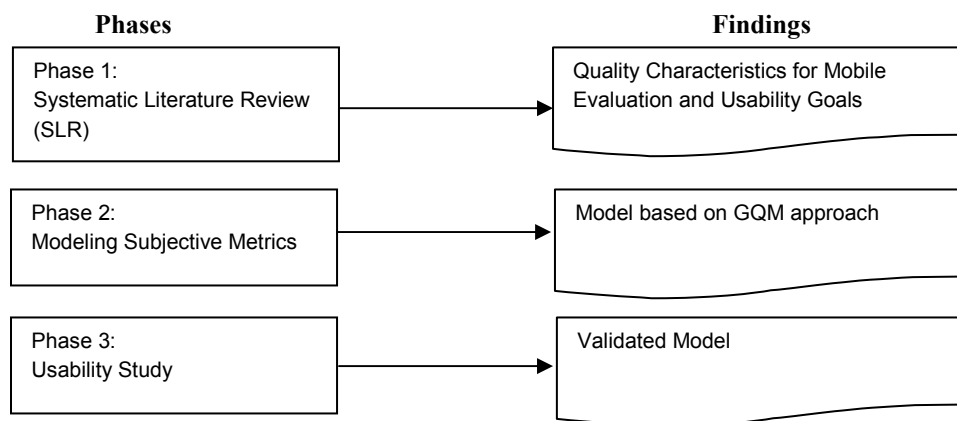 Phases
Findings
Phase 1:
Systematic Literature Review
(SLR)
Quality Characteristics for Mobile
Evaluation and Usability Goals
Phase 2:
Modeling Subjective Metrics
Model based on GQM approach
Phase 3:
Usability Study
Validated Model